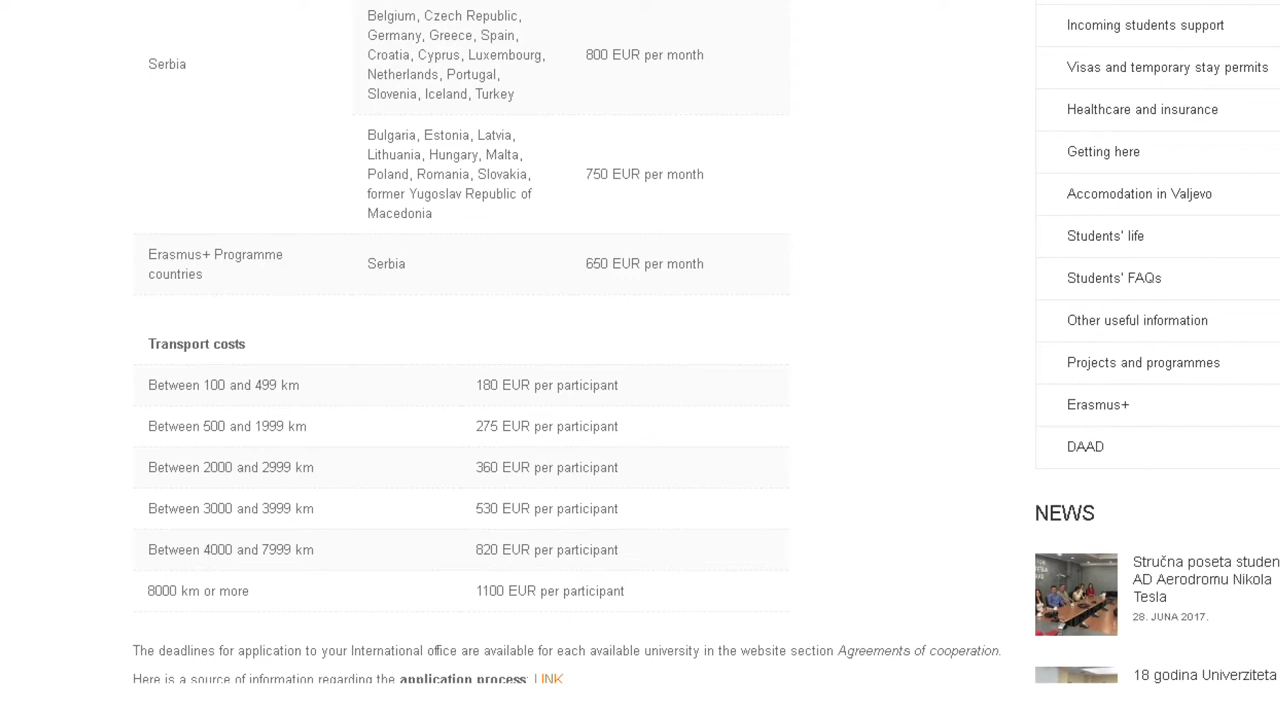 Serbia
Belgium, Czech Republic,
Germany, Greece, Spain,
Croatia, Cyprus, Luxembourg,
Netherlands, Portugal,
Slovenia, Iceland, Turkey
800 EUR per month
Bulgaria, Estonia, Latvia,
Lithuania, Hungary, Malta,
Poland, Romania, Slovakia,
former Yugoslav Republic of
Macedonia
750 EUR per month
Erasmus+ Programme
countries
Serbia
650 EUR per month
Transport costs
Between 100 and 499 km 180 EUR per participant
Between 500 and 1999 km 275 EUR per participant
Between 2000 and 2999 km 360 EUR per participant
Between 3000 and 3999 km 530 EUR per participant
Between 4000 and 7999 km 820 EUR per participant
8000 km or more 1100 EUR per participant
The deadlines for application to your International office are available for each available university in the website section Agreements of cooperation.
Here is a source of information regarding the application process: LINK
Incoming students support
Visas and temporary stay permits
Healthcare and insurance
Getting here
Accomodation in Valjevo
Students' life
Students' FAQs
Other useful information
Projects and programmes
Erasmus+
DAAD
NEWS
Stručna poseta studen
AD Aerodromu Nikola
Tesla
28. JUNA 2017.
18 godina Univerziteta